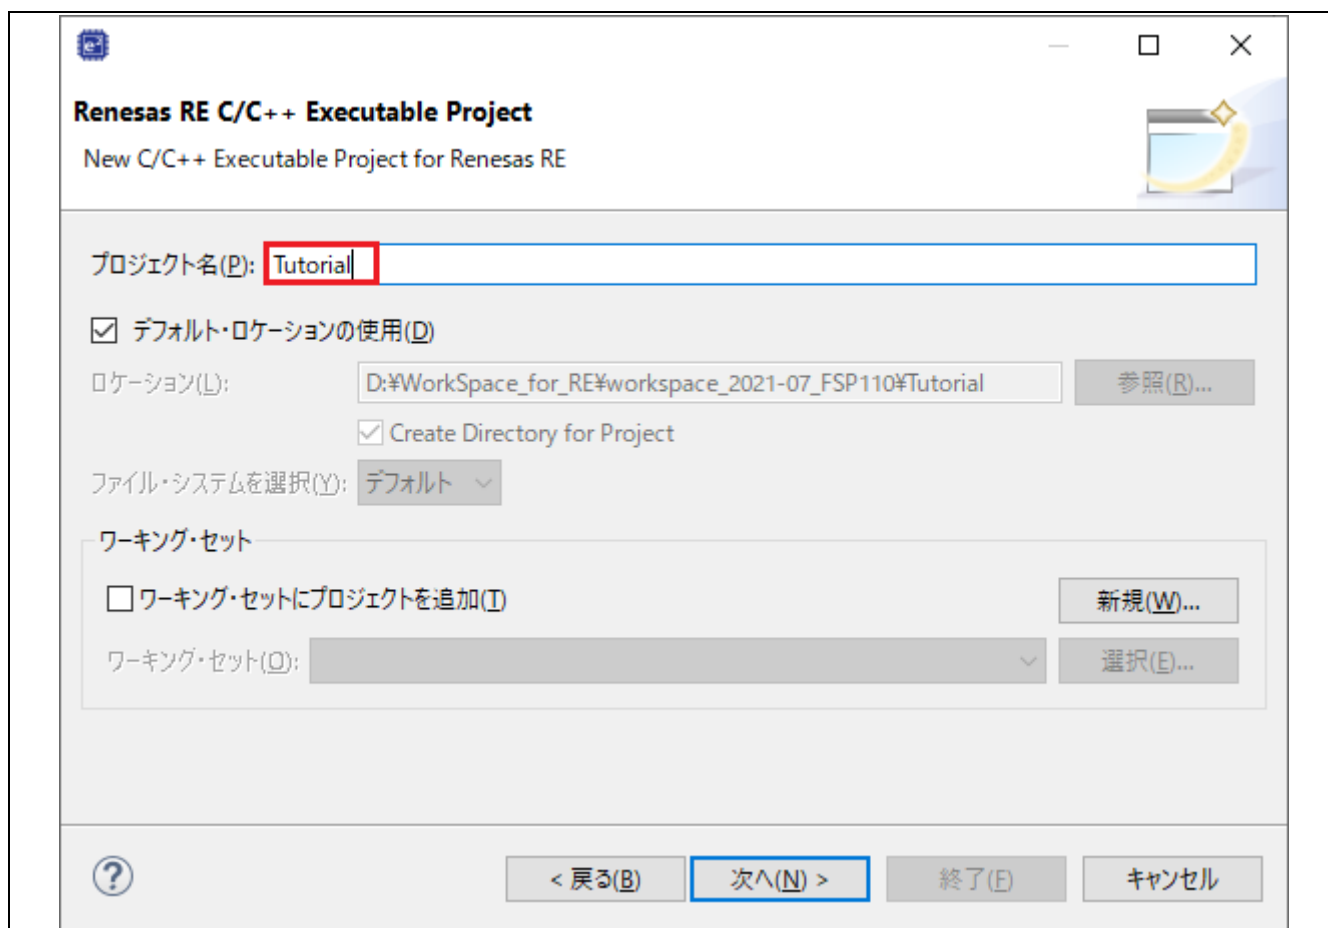 e²
Renesas RE C/C++ Executable Project
New C/C++ Executable Project for Renesas RE
プロジェクト名(P): Tutorial
デフォルト・ロケーションの使用(D)
ロケーション(L): D:¥WorkSpace_for_RE¥workspace_2021-07_FSP110¥Tutorial 参照(R)...
Create Directory for Project
ファイル・システムを選択(Y): デフォルト
ワーキング・セット
ワーキング・セットにプロジェクトを追加(T) 新規(W)...
ワーキング・セット(O): 選択(E)...
? < 戻る(B) 次へ(N) > 終了(F) キャンセル